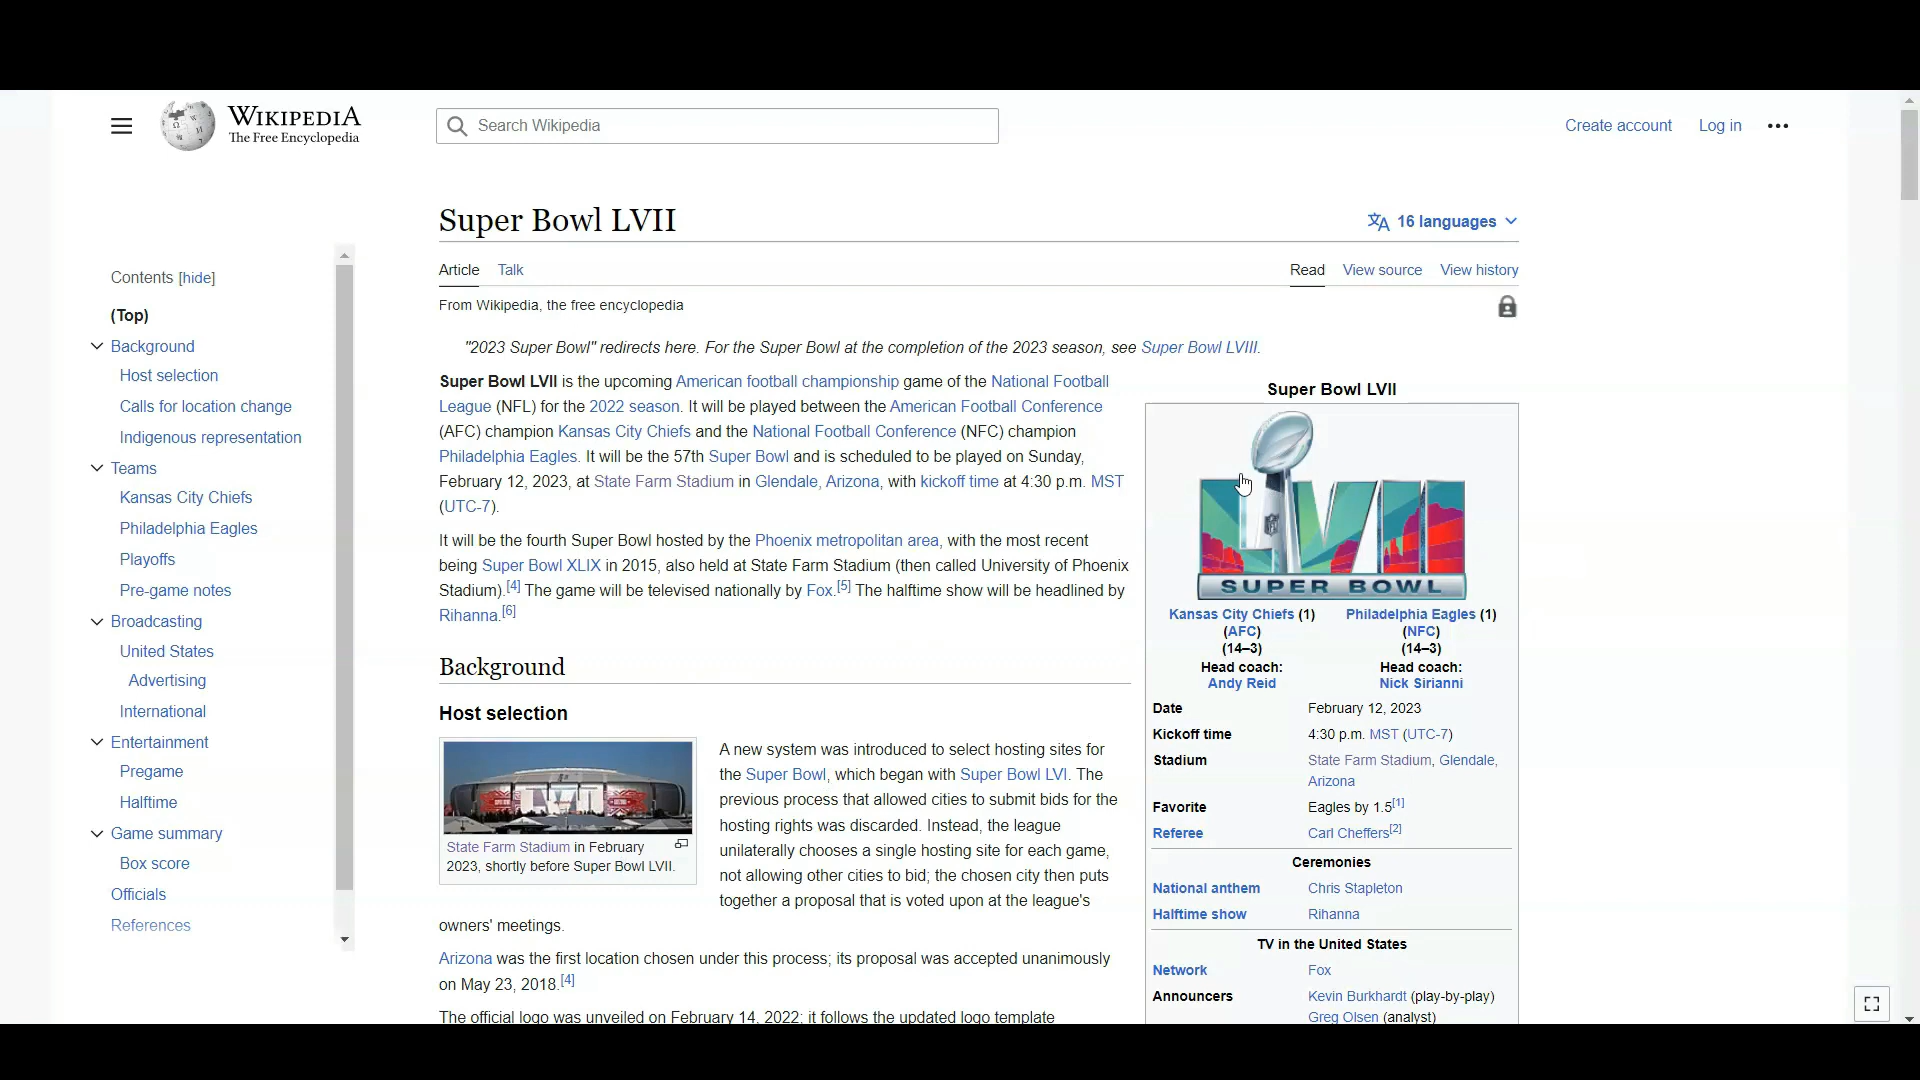 WIKIPEDIA
The Free Encyclopedia
Search Wikipedia
Create account
Log in
Super Bowl LVII
16 languages
Article
Talk
Read
View source
View history
From Wikipedia, the free encyclopedia
Contents [hide]
(Top)
Background
Host selection
Calls for location change
Indigenous representation
Teams
Kansas City Chiefs
Philadelphia Eagles
Playoffs
Pre-game notes
Broadcasting
United States
Advertising
International
Entertainment
Pregame
Halftime
Game summary
Box score
Officials
References
"2023 Super Bowl" redirects here. For the Super Bowl at the completion of the 2023 season, see Super Bowl LVIII.
Super Bowl LVII is the upcoming American football championship game of the National Football
League (NFL) for the 2022 season. It will be played between the American Football Conference
(AFC) champion Kansas City Chiefs and the National Football Conference (NFC) champion
Philadelphia Eagles. It will be the 57th Super Bowl and is scheduled to be played on Sunday,
February 12, 2023, at State Farm Stadium in Glendale, Arizona, with kickoff time at 4:30 p.m. MST
(UTC-7).
It will be the fourth Super Bowl hosted by the Phoenix metropolitan area, with the most recent
being Super Bowl XLIX in 2015, also held at State Farm Stadium (then called University of Phoenix
Stadium).[4] The game will be televised nationally by Fox.[5] The halftime show will be headlined by
Rihanna.[6]
Background
Host selection
State Farm Stadium in February
2023, shortly before Super Bowl LVII.
A new system was introduced to select hosting sites for
the Super Bowl, which began with Super Bowl LVI. The
previous process that allowed cities to submit bids for the
hosting rights was discarded. Instead, the league
unilaterally chooses a single hosting site for each game,
not allowing other cities to bid; the chosen city then puts
together a proposal that is voted upon at the league's
owners' meetings.
Arizona was the first location chosen under this process; its proposal was accepted unanimously
on May 23, 2018.[4]
The official logo was unveiled on February 14, 2022; it follows the updated logo template
Super Bowl LVII
LVII
SUPER BOWL
Kansas City Chiefs (1)
(AFC)
(14–3)
Philadelphia Eagles (1)
(NFC)
(14–3)
Head coach:
Andy Reid
Head coach:
Nick Sirianni
Date February 12, 2023
Kickoff time 4:30 p.m. MST (UTC-7)
Stadium State Farm Stadium, Glendale,
Arizona
Favorite Eagles by 1.5[1]
Referee Carl Cheffers[2]
Ceremonies
National anthem Chris Stapleton
Halftime show Rihanna
TV in the United States
Network Fox
Announcers Kevin Burkhardt (play-by-play)
Greg Olsen (analyst)